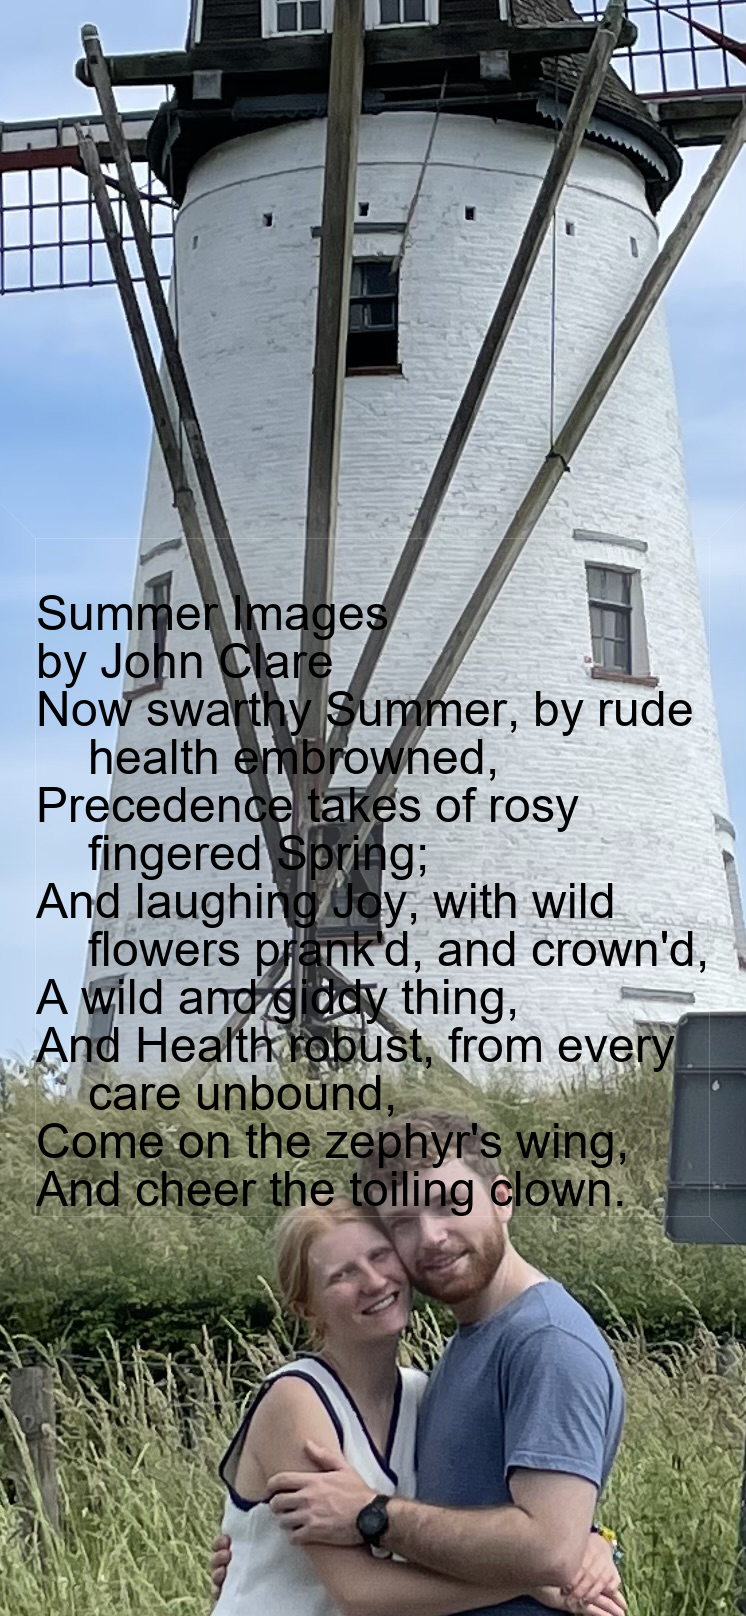 Summer Images
by John Clare
Now swarthy Summer, by rude
health embrowned,
Precedence takes of rosy
fingered Spring;
And laughing Joy, with wild
flowers prank'd, and crown'd,
A wild and giddy thing,
And Health robust, from every
care unbound,
Come on the zephyr's wing,
And cheer the toiling clown.